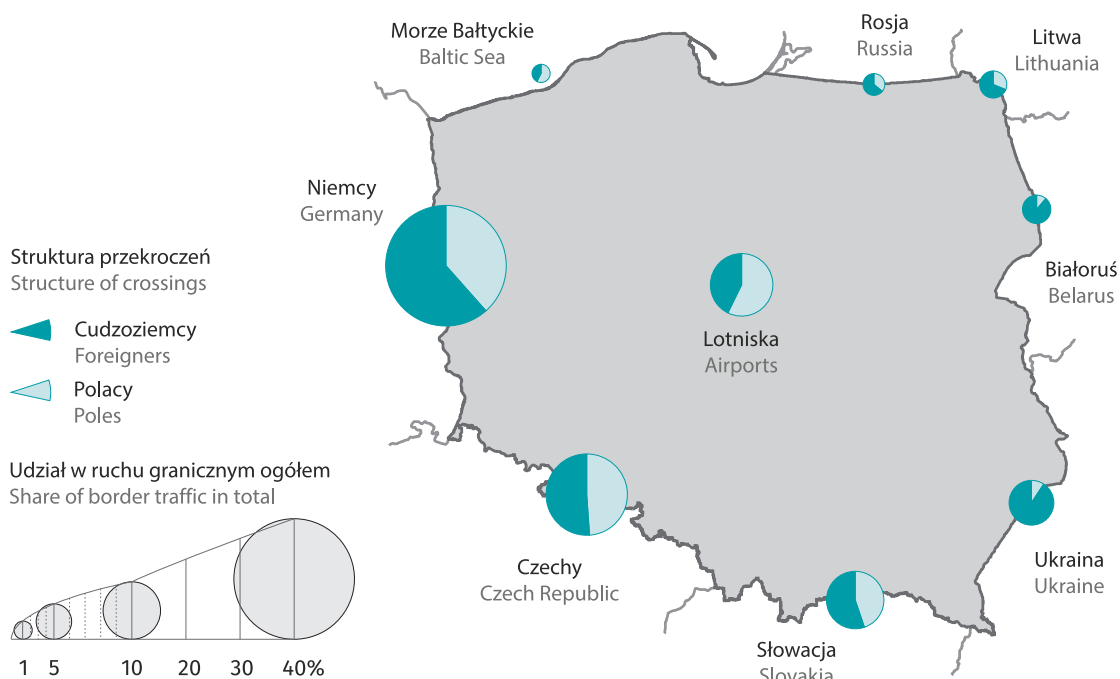 Morze Bałtyckie
Baltic Sea
Rosja
Russia
Litwa
Lithuania
Niemcy
Germany
Struktura przekroczeń
Structure of crossings
Cudzoziemcy
Foreigners
Polacy
Poles
Białoruś
Belarus
Lotniska
Airports
Udział w ruchu granicznym ogółem
Share of border traffic in total
1 5 10 20 30 40%
Czechy
Czech Republic
Ukraina
Ukraine
Słowacja
Slovakia